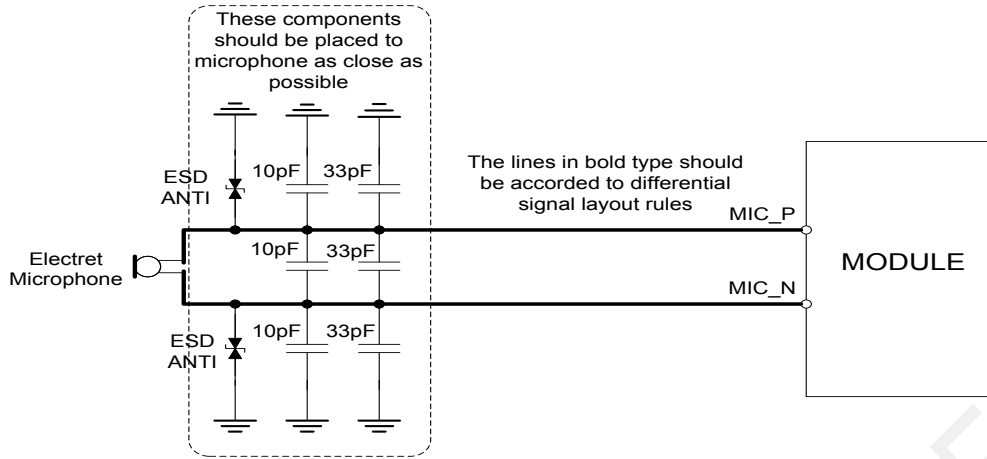 These components
should be placed to
microphone as close as
possible
10pF
33pF
The lines in bold type should
be accorded to differential
signal layout rules
ESD
ANTI
MIC_P
Electret
Microphone
10pF
33pF
MODULE
MIC_N
10pF
33pF
ESD
ANTI